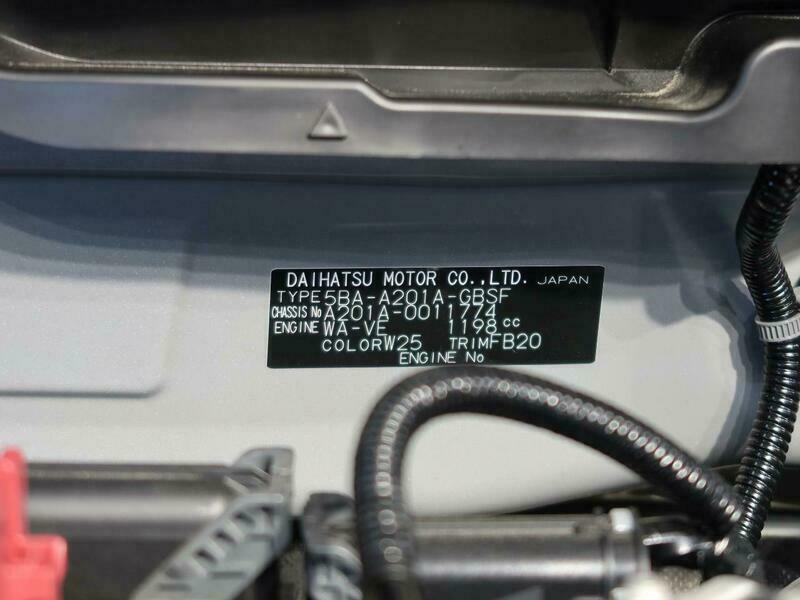 DAIHATSU MOTOR CO.,LTD. JAPAN
TYPE 5BA-A201A-GBSF
CHASSIS No A201A-0011774
ENGINE WA-VE 1198 cc
COLOR W25 TRIM FB20
ENGINE No